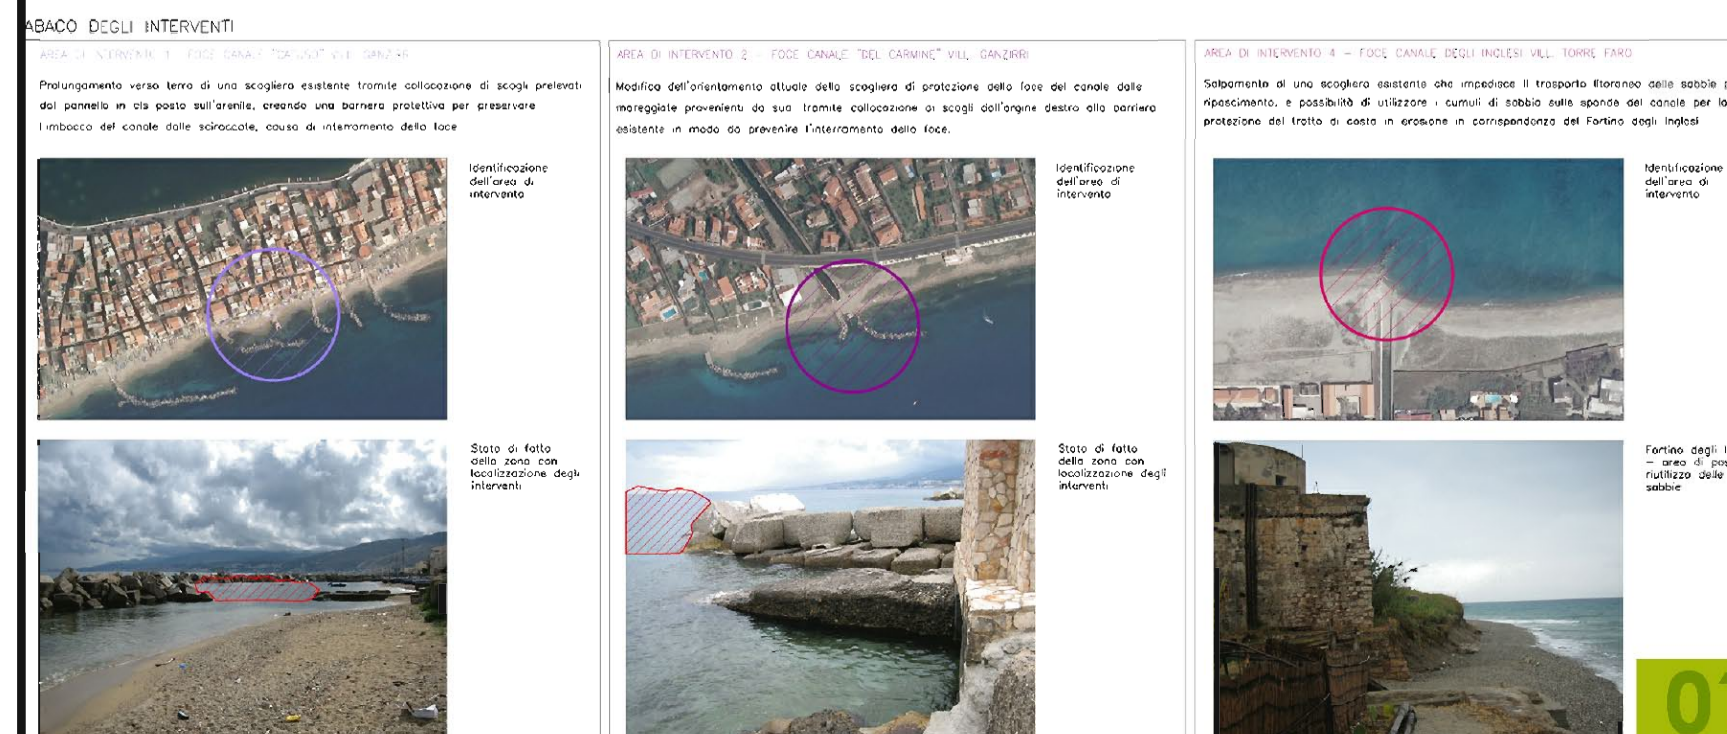 ABACO DEGLI INTERVENTI
AREA DI INTERVENTO 1 - FOCE CANALE VILL. GANZIRRI
Prolungamento verso terra di una scogliera esistente tramite collocazione di scogli prelevati
dal pannello in cls posto sull'arenile, creando una barriera protettiva per preservare
l'imbocco del canale dalle sciroccate, causa di interramento della foce
Identificazione
dell'area di
intervento
Stato di fatto
della zona con
localizzazione degli
interventi
AREA DI INTERVENTO 2 - FOCE CANALE "DEL CARMINE" VILL. GANZIRRI
Modifica dell'orientamento attuale della scogliera di protezione della foce del canale dalle
mareggiate provenienti da sud tramite collocazione di scogli dall'argine destro alla barriera
esistente in modo da prevenire l'interramento della foce.
Identificazione
dell'area di
intervento
Stato di fatto
della zona con
localizzazione degli
interventi
AREA DI INTERVENTO 4 - FOCE CANALE DEGLI INGLESI VILL. TORRE FARO
Salpamento di una scogliera esistente che impedisce il trasporto litoraneo delle sabbie p
ripascimento, e possibilità di utilizzare i cumuli di sabbia sulle sponde del canale per la
protezione del tratto di costa in erosione in corrispondenza del Fortino degli Inglesi
Identificazione
dell'area di
intervento
Fortino degli I
- area di pos
riutilizzo delle
sabbie